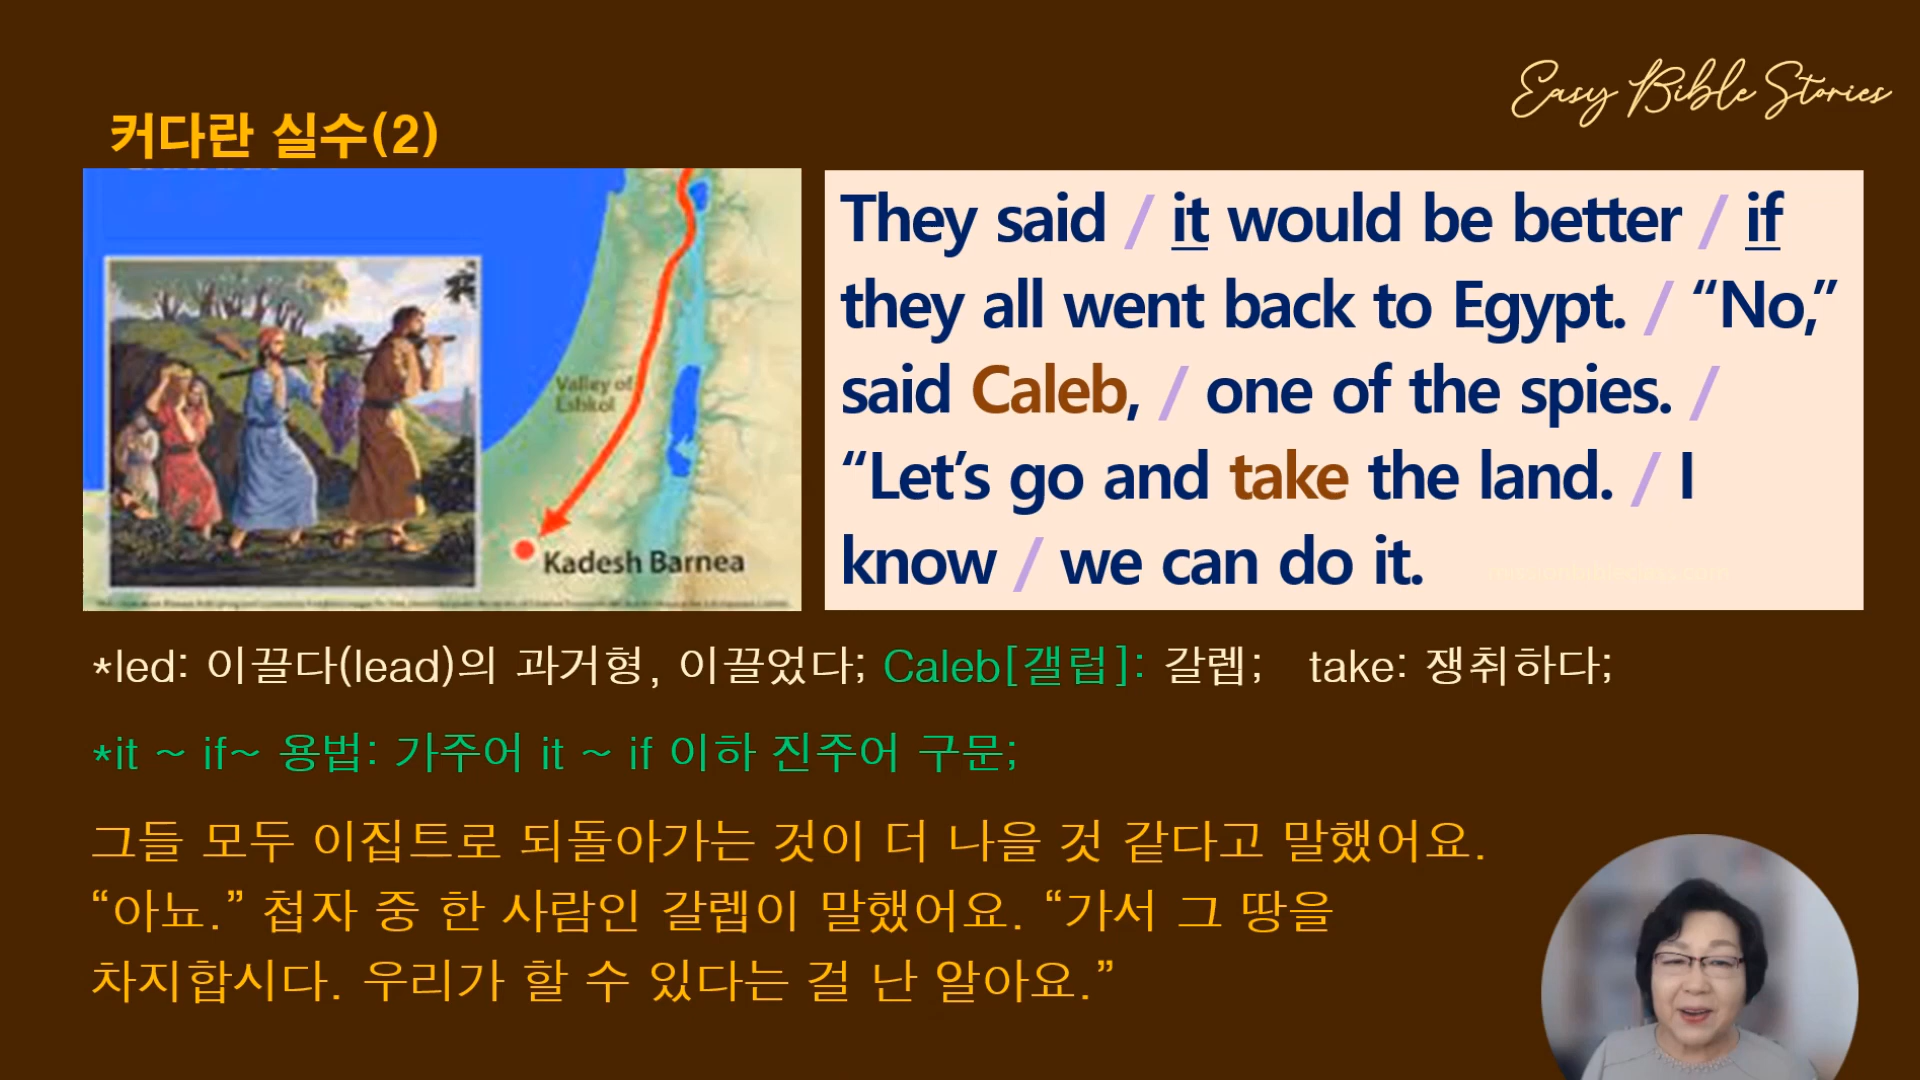 Easy Bible Stories
커다란 실수(2)
Valley of
Eshkol
Kadesh Barnea
They said / it would be better / if
they all went back to Egypt. / “No,”
said Caleb, / one of the spies. /
“Let’s go and take the land. / I
know / we can do it.
*led: 이끌다(lead)의 과거형, 이끌었다; Caleb[갤럽]: 갈렙; take: 쟁취하다;
*it ~ if~ 용법: 가주어 it ~ if 이하 진주어 구문;
그들 모두 이집트로 되돌아가는 것이 더 나을 것 같다고 말했어요.
“아뇨.” 첩자 중 한 사람인 갈렙이 말했어요. “가서 그 땅을
차지합시다. 우리가 할 수 있다는 걸 난 알아요.”